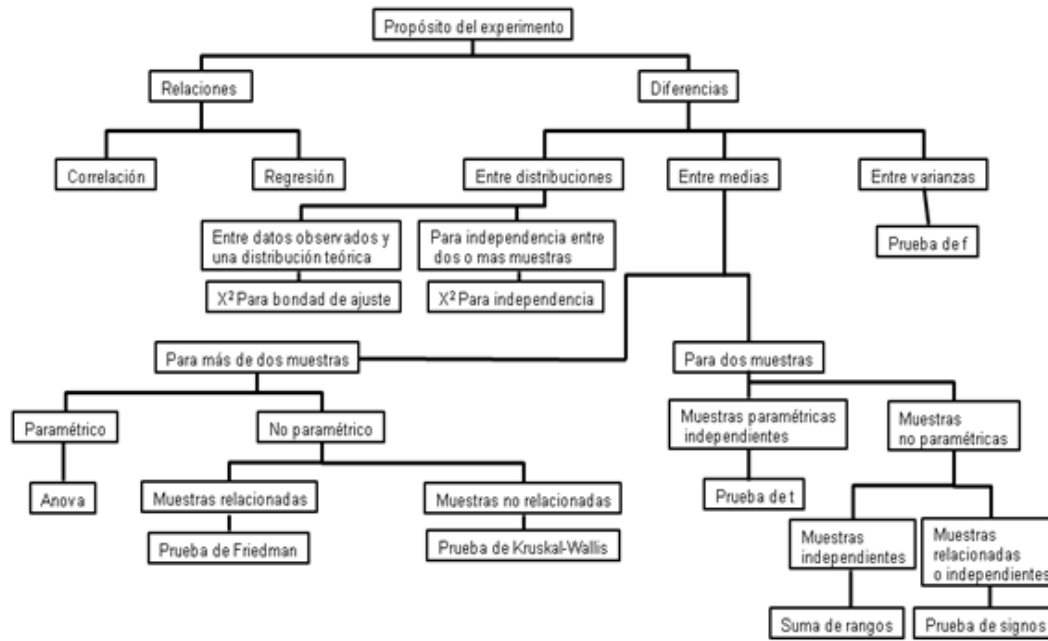 Propósito del experimento
Relaciones
Diferencias
Correlación
Regresión
Entre distribuciones
Entre medias
Entre varianzas
Entre datos observados y
una distribución teórica
Para independencia entre
dos o mas muestras
Prueba de f
X² Para bondad de ajuste
X² Para independencia
Para más de dos muestras
Para dos muestras
Paramétrico
No paramétrico
Muestras paramétricas
independientes
Muestras
no paramétricas
Anova
Muestras relacionadas
Muestras no relacionadas
Prueba de t
Prueba de Friedman
Prueba de Kruskal-Wallis
Muestras
independientes
Muestras
relacionadas
o independientes
Suma de rangos
Prueba de signos